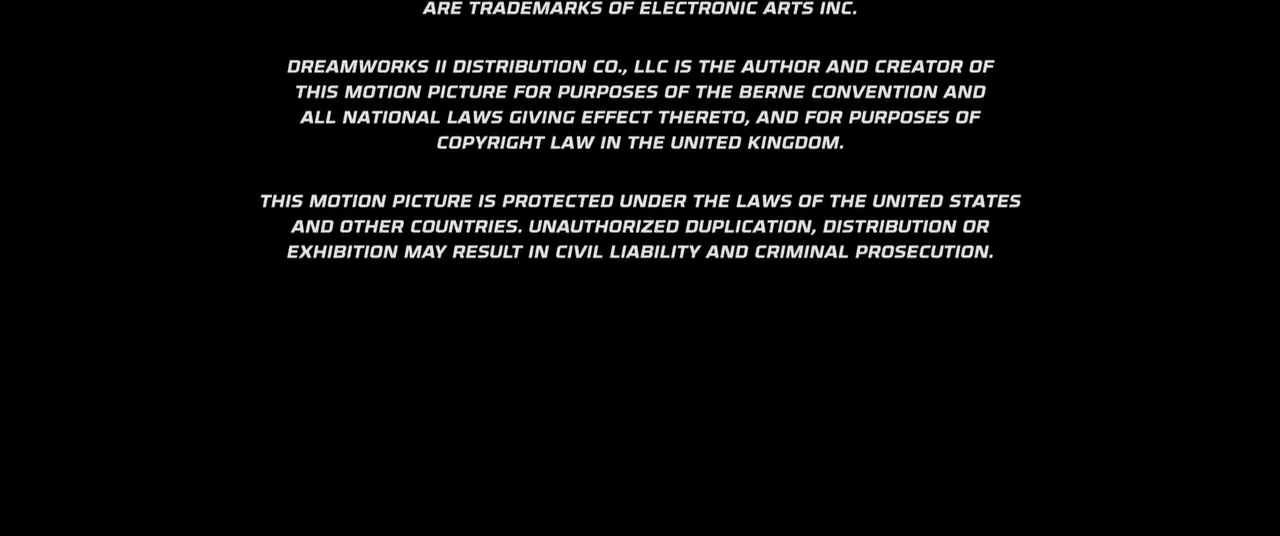 ARE TRADEMARKS OF ELECTRONIC ARTS INC.
DREAMWORKS II DISTRIBUTION CO., LLC IS THE AUTHOR AND CREATOR OF
THIS MOTION PICTURE FOR PURPOSES OF THE BERNE CONVENTION AND
ALL NATIONAL LAWS GIVING EFFECT THERETO, AND FOR PURPOSES OF
COPYRIGHT LAW IN THE UNITED KINGDOM.
THIS MOTION PICTURE IS PROTECTED UNDER THE LAWS OF THE UNITED STATES
AND OTHER COUNTRIES. UNAUTHORIZED DUPLICATION, DISTRIBUTION OR
EXHIBITION MAY RESULT IN CIVIL LIABILITY AND CRIMINAL PROSECUTION.